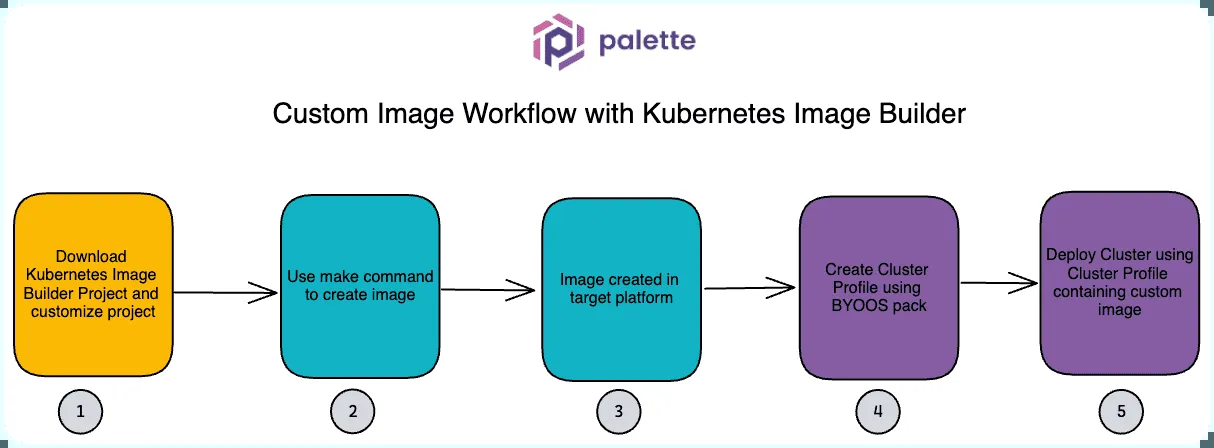 palette
Custom Image Workflow with Kubernetes Image Builder
Download
Kubernetes Image
Builder Project and
customize project
Use make command
to create image
Image created in
target platform
Create Cluster
Profile using
BYOOS pack
Deploy Cluster using
Cluster Profile
containing custom
image
1
2
3
4
5